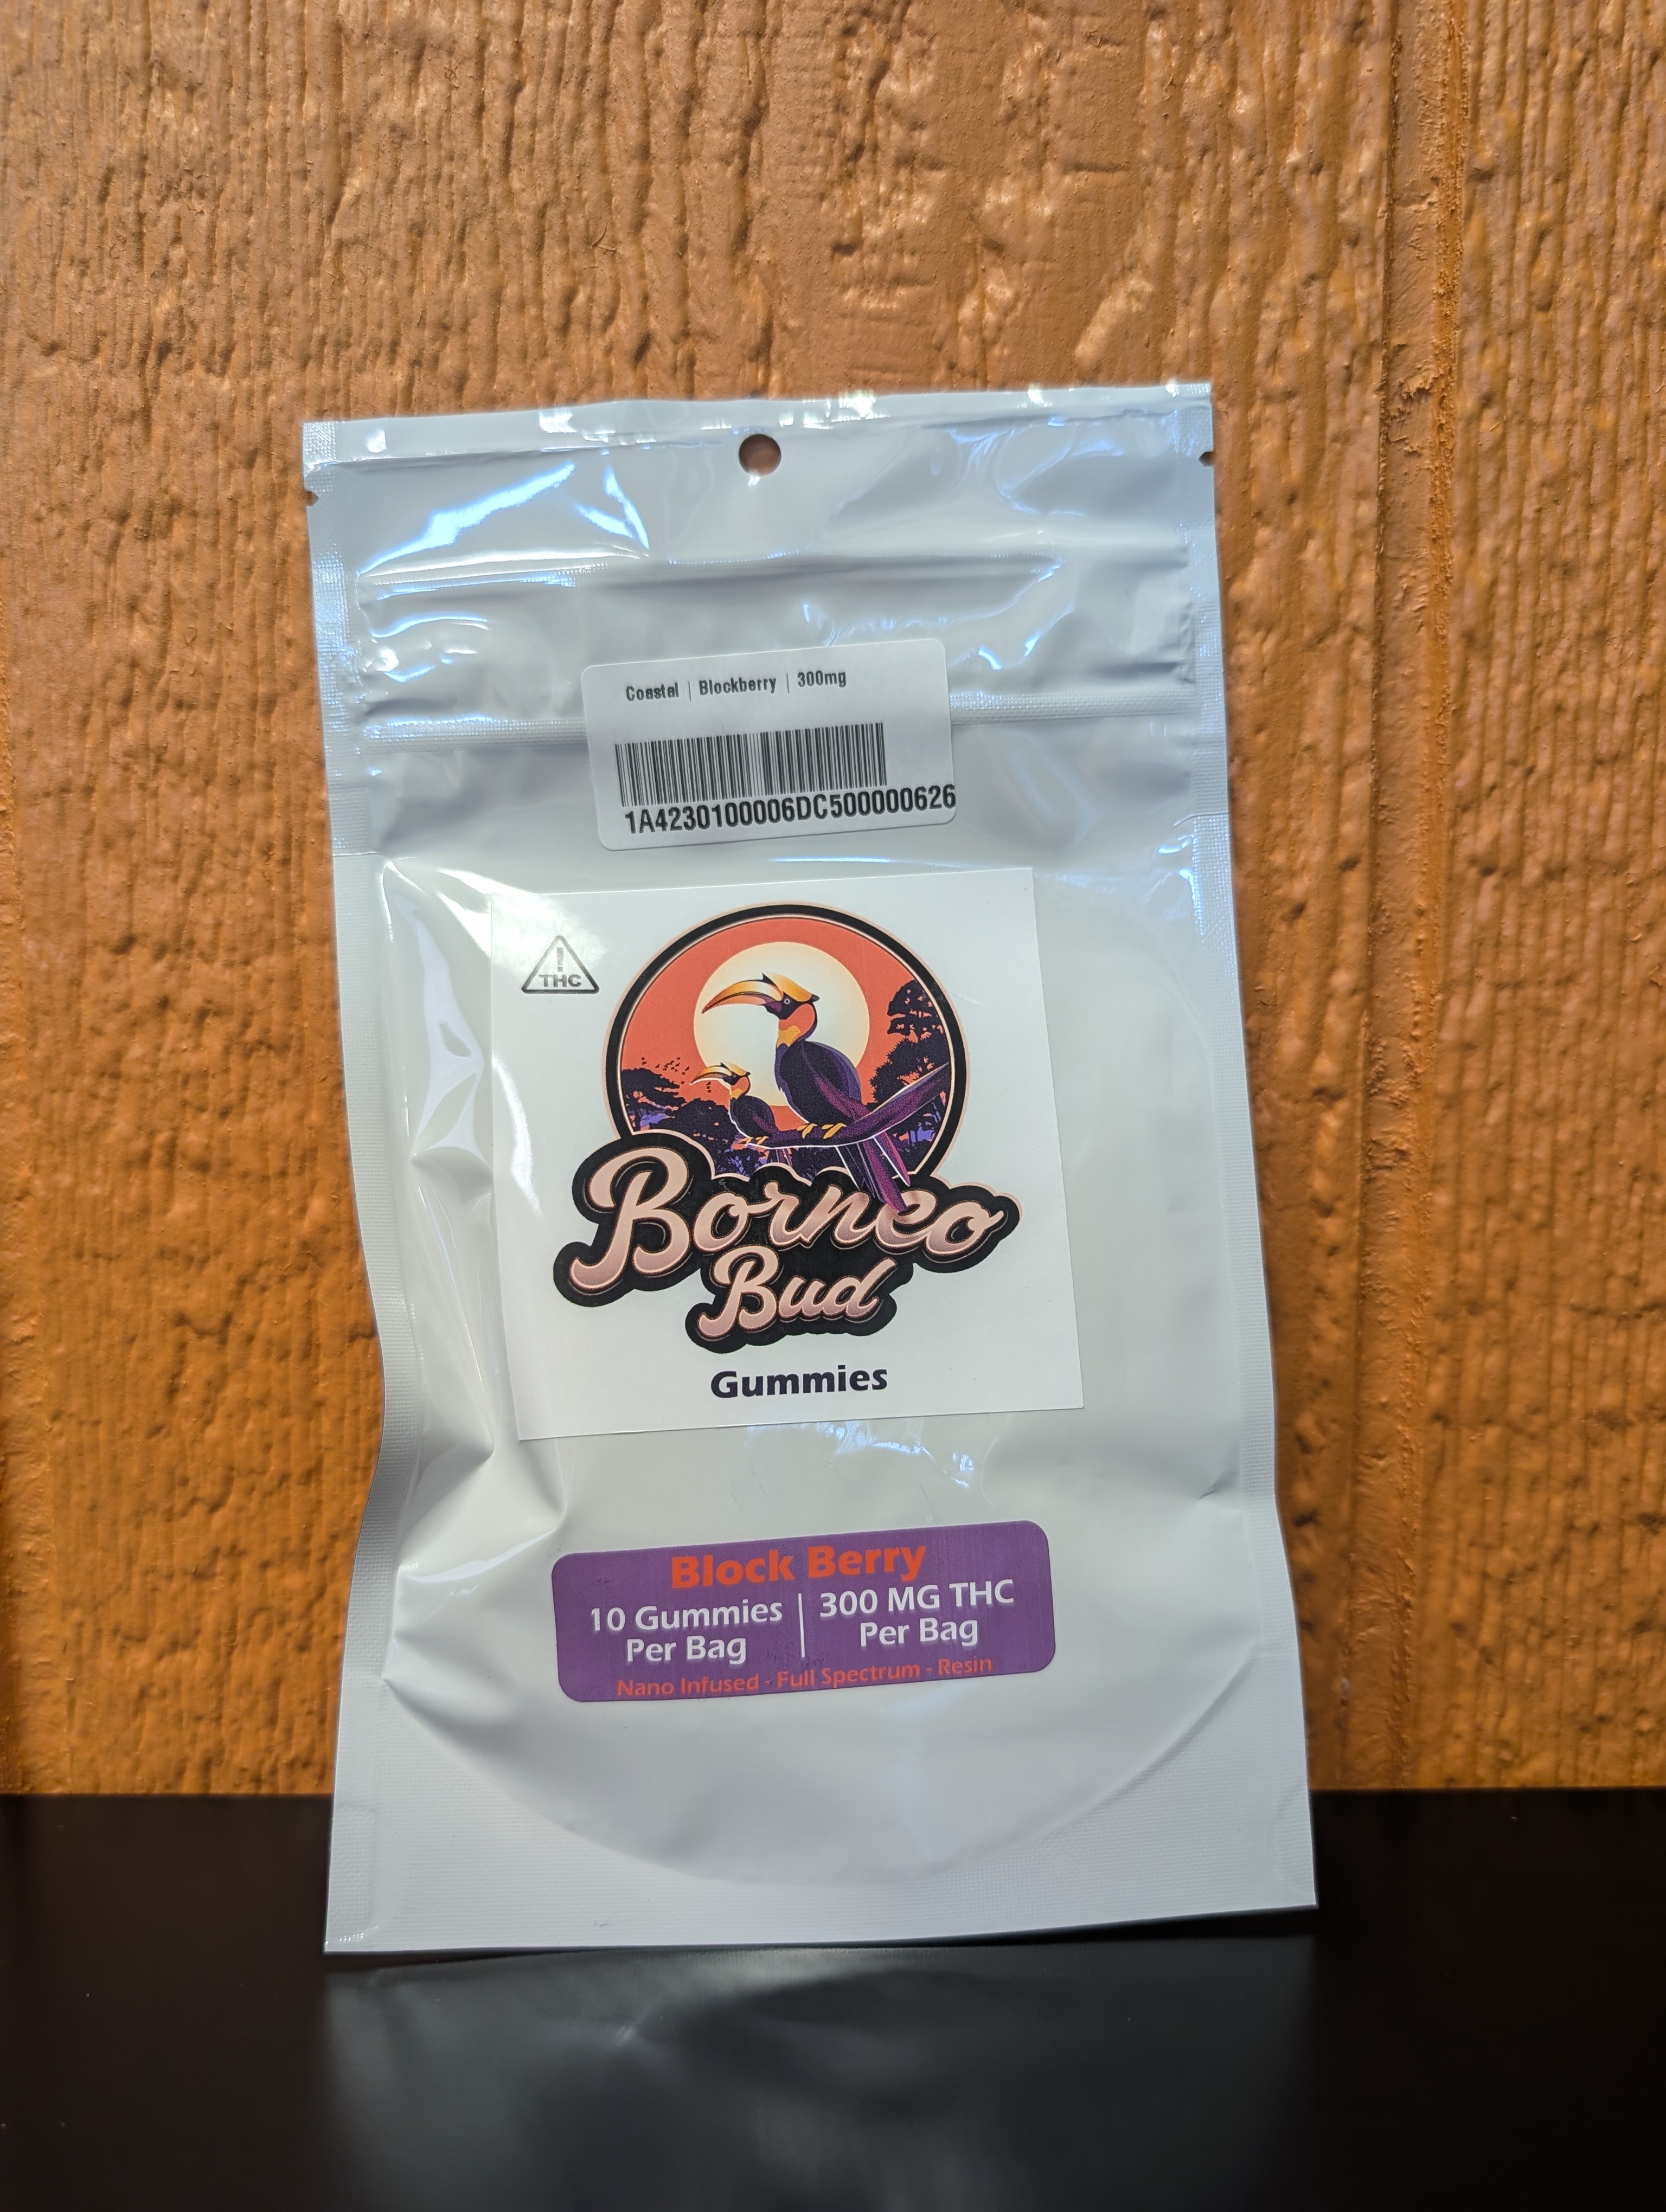 Coastal | Blockberry | 300mg
1A4230100006DC500000626
!
THC
Borneo
Bud
Gummies
Block Berry
10 Gummies | 300 MG THC
Per Bag | Per Bag
Nano Infused - Full Spectrum - Resin